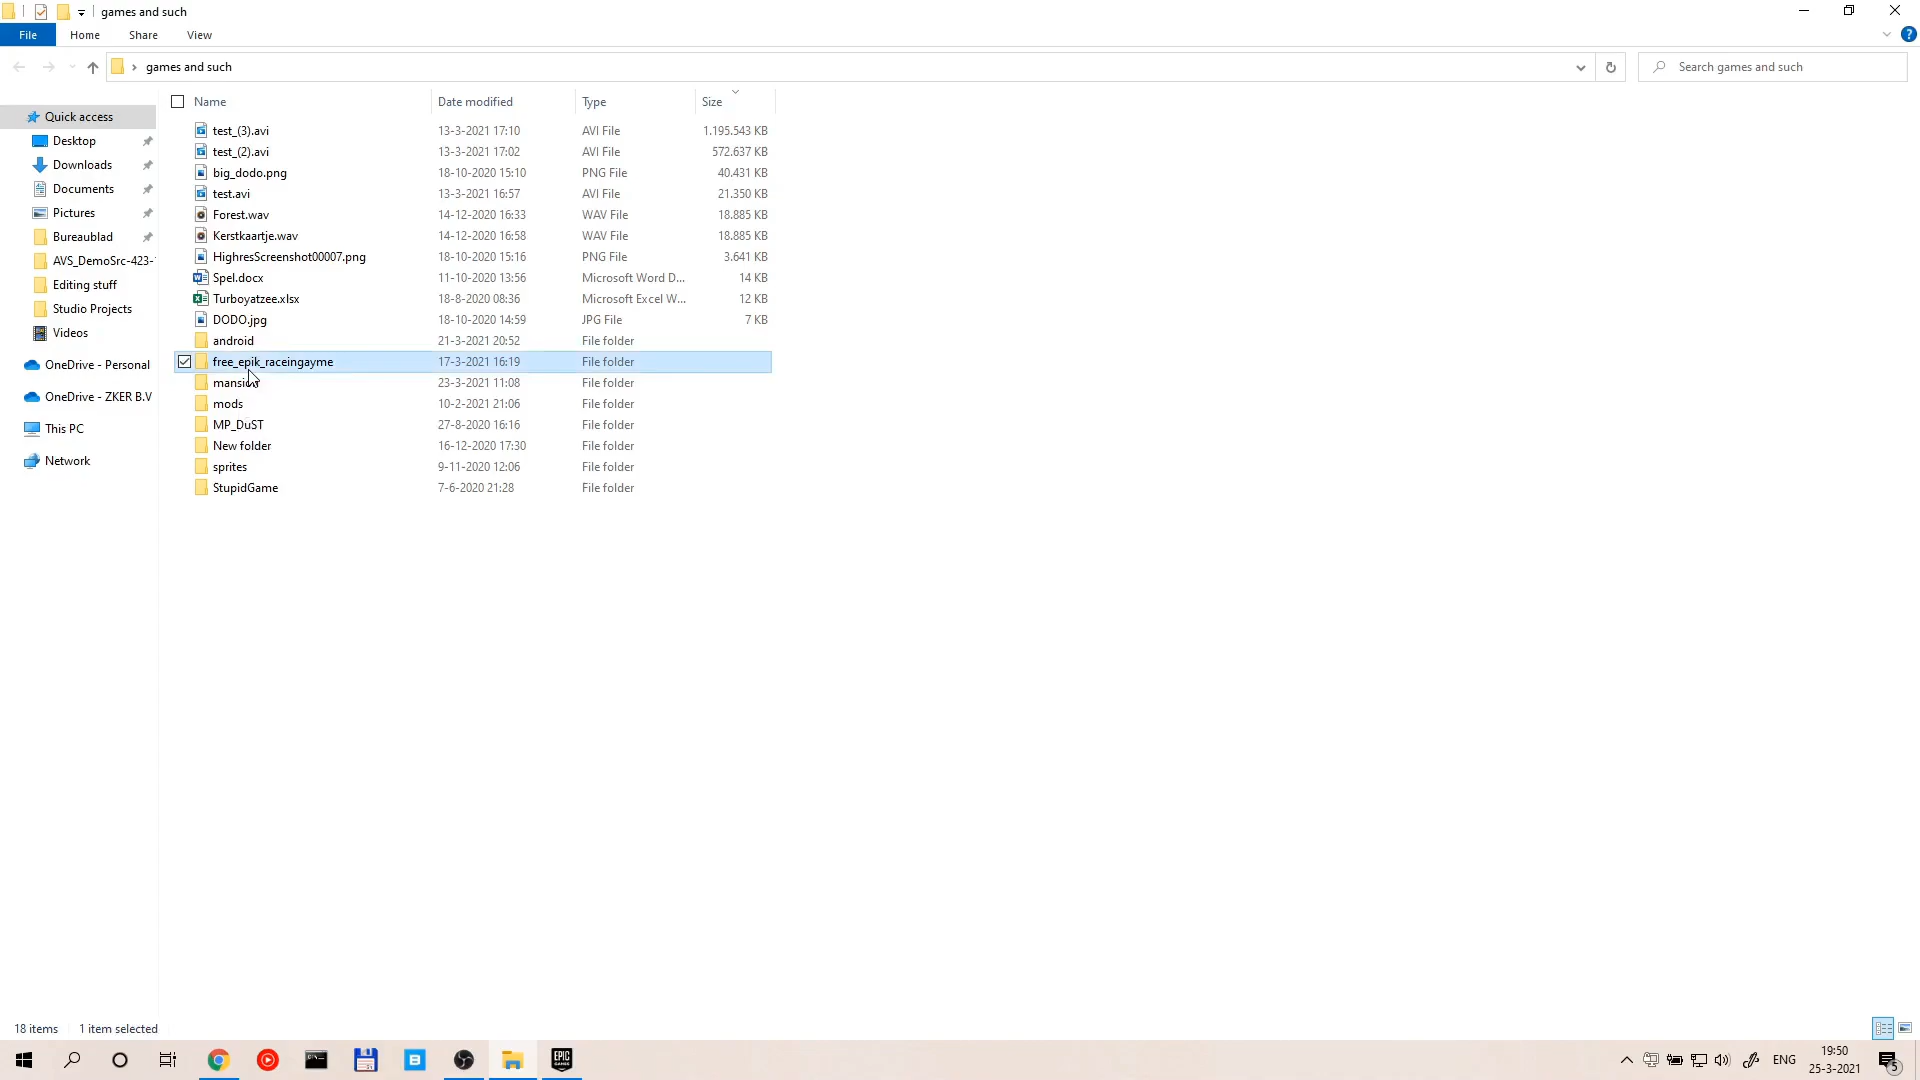 games and such
File Home Share View
games and such
Search games and such
Name Date modified Type Size
Quick access
Desktop
Downloads
Documents
Pictures
Bureaublad
AVS_DemoSrc-423-
Editing stuff
Studio Projects
Videos
OneDrive - Personal
OneDrive - ZKER B.V
This PC
Network
test_(3).avi 13-3-2021 17:10 AVI File 1.195.543 KB
test_(2).avi 13-3-2021 17:02 AVI File 572.637 KB
big_dodo.png 18-10-2020 15:10 PNG File 40.431 KB
test.avi 13-3-2021 16:57 AVI File 21.350 KB
Forest.wav 14-12-2020 16:33 WAV File 18.885 KB
Kerstkaartje.wav 14-12-2020 16:58 WAV File 18.885 KB
HighresScreenshot00007.png 18-10-2020 15:16 PNG File 3.641 KB
Spel.docx 11-10-2020 13:56 Microsoft Word D... 14 KB
Turboyatzee.xlsx 18-8-2020 08:36 Microsoft Excel W... 12 KB
DODO.jpg 18-10-2020 14:59 JPG File 7 KB
android 21-3-2021 20:52 File folder
free_epik_raceingayme 17-3-2021 16:19 File folder
mansion 23-3-2021 11:08 File folder
mods 10-2-2021 21:06 File folder
MP_DuST 27-8-2020 16:16 File folder
New folder 16-12-2020 17:30 File folder
sprites 9-11-2020 12:06 File folder
StupidGame 7-6-2020 21:28 File folder
18 items 1 item selected
EPIC GAMES
ENG
19:50
25-3-2021
5